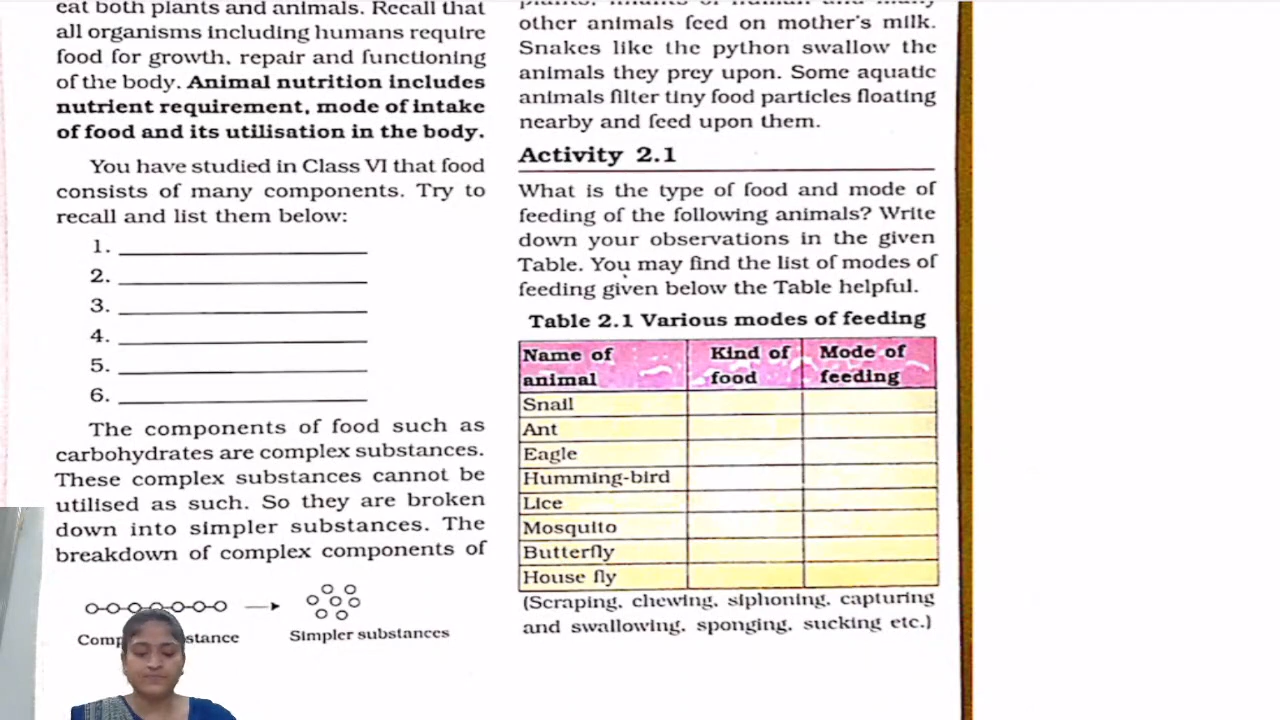 eat both plants and animals. Recall that
all organisms including humans require
food for growth, repair and functioning
of the body. Animal nutrition includes
nutrient requirement, mode of intake
of food and its utilisation in the body.
You have studied in Class VI that food
consists of many components. Try to
recall and list them below:
1.
2.
3.
4.
5.
6.
The components of food such as
carbohydrates are complex substances.
These complex substances cannot be
utilised as such. So they are broken
down into simpler substances. The
breakdown of complex components of
Simpler substances
other animals feed on mother's milk.
Snakes like the python swallow the
animals they prey upon. Some aquatic
animals filter tiny food particles floating
nearby and feed upon them.
Activity 2.1
What is the type of food and mode of
feeding of the following animals? Write
down your observations in the given
Table. You may find the list of modes of
feeding given below the Table helpful.
Table 2.1 Various modes of feeding
Name of animal Kind of food Mode of feeding
Snail
Ant
Eagle
Humming-bird
Lice
Mosquito
Butterfly
House fly
(Scraping, chewing, siphoning, capturing
and swallowing, sponging, sucking etc.)